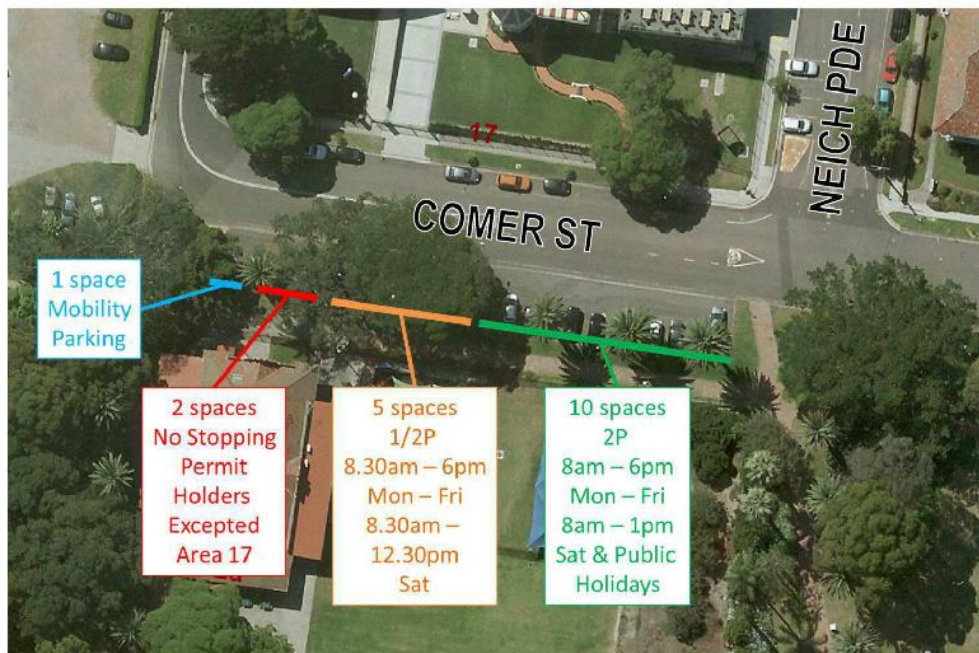 NEICH PDE
17
COMER ST
1 space
Mobility
Parking
2 spaces
No Stopping
Permit
Holders
Excepted
Area 17
5 spaces
1/2P
8.30am – 6pm
Mon – Fri
8.30am –
12.30pm
Sat
10 spaces
2P
8am – 6pm
Mon – Fri
8am – 1pm
Sat & Public
Holidays